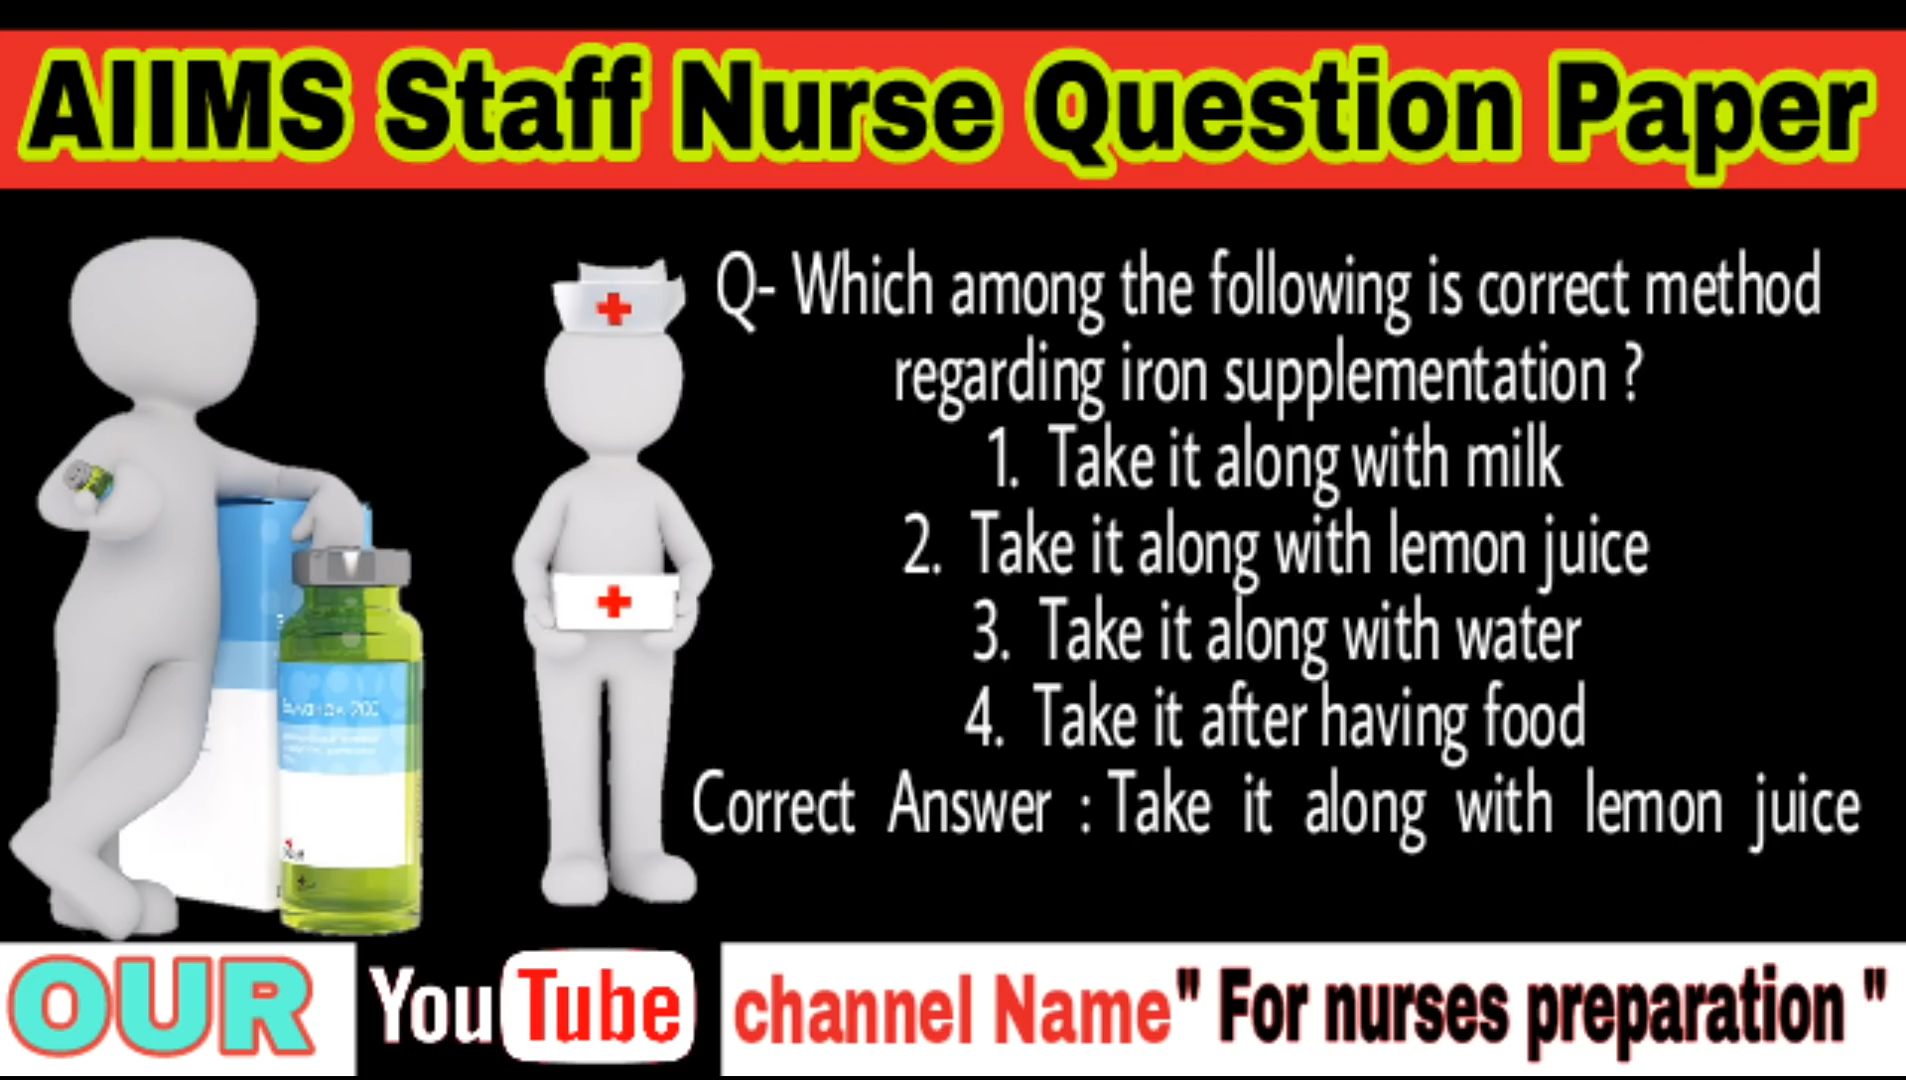 AIIMS Staff Nurse Question Paper
Q- Which among the following is correct method
regarding iron supplementation ?
1. Take it along with milk
2. Take it along with lemon juice
3. Take it along with water
4. Take it after having food
Correct Answer : Take it along with lemon juice
OUR YouTube channel Name " For nurses preparation "